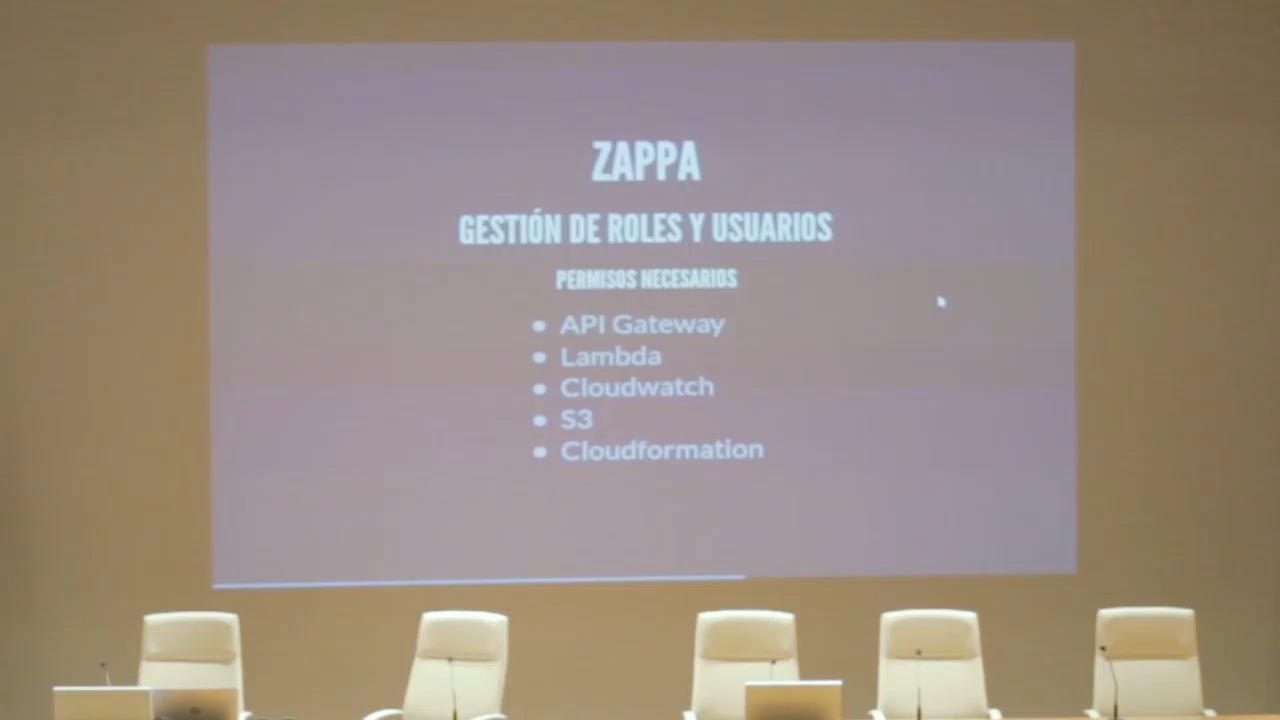 ZAPPA
GESTIÓN DE ROLES Y USUARIOS
PERMISOS NECESARIOS
• API Gateway
• Lambda
• Cloudwatch
• S3
• Cloudformation